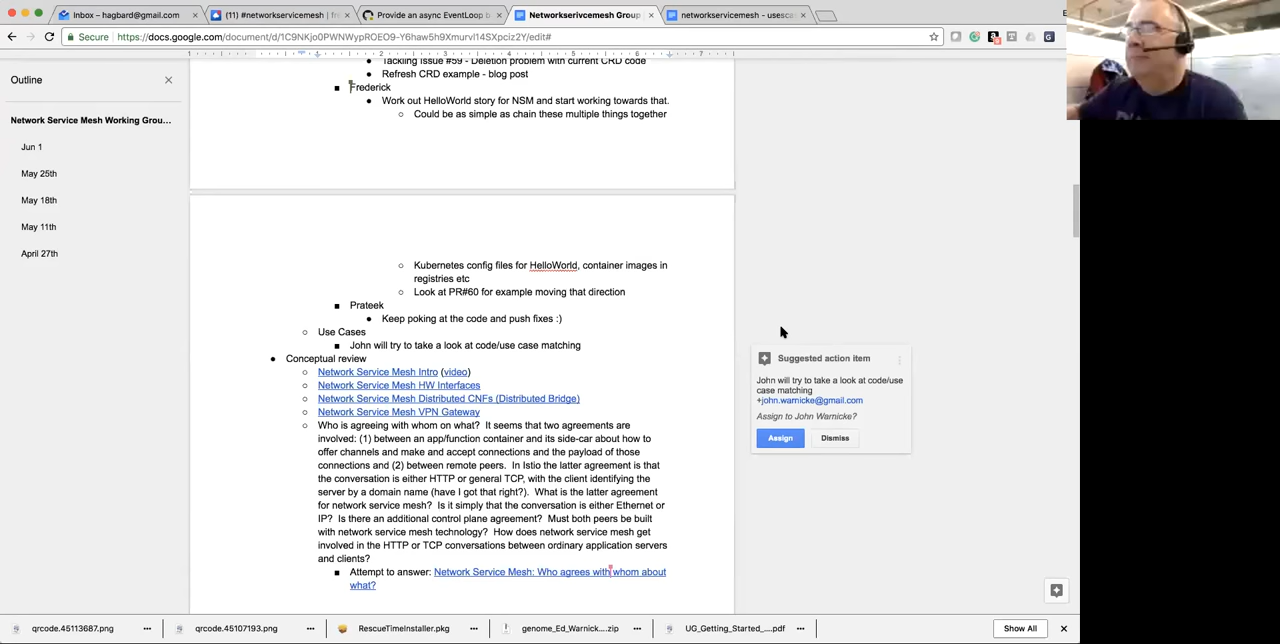 Inbox - hagbard@gmail.com
(11) #networkservicemesh | fre
Provide an async EventLoop b
Networkserivcemesh Group
networkservicemesh - usesca
Secure
https://docs.google.com/document/d/1C9NKjo0PWNWypROEO9-Y6haw5h9Xmurvl14SXpciz2Y/edit#
2 3 4 5 6 7
Outline
Network Service Mesh Working Grou...
Jun 1
May 25th
May 18th
May 11th
April 27th
Tackling Issue #59 - Deletion problem with current CRD code
Refresh CRD example - blog post
Frederick
Work out HelloWorld story for NSM and start working towards that.
Could be as simple as chain these multiple things together
Kubernetes config files for HelloWorld, container images in
registries etc
Look at PR#60 for example moving that direction
Prateek
Keep poking at the code and push fixes :)
Use Cases
John will try to take a look at code/use case matching
Conceptual review
Network Service Mesh Intro (video)
Network Service Mesh HW Interfaces
Network Service Mesh Distributed CNFs (Distributed Bridge)
Network Service Mesh VPN Gateway
Who is agreeing with whom on what? It seems that two agreements are
involved: (1) between an app/function container and its side-car about how to
offer channels and make and accept connections and the payload of those
connections and (2) between remote peers. In Istio the latter agreement is that
the conversation is either HTTP or general TCP, with the client identifying the
server by a domain name (have I got that right?). What is the latter agreement
for network service mesh? Is it simply that the conversation is either Ethernet or
IP? Is there an additional control plane agreement? Must both peers be built
with network service mesh technology? How does network service mesh get
involved in the HTTP or TCP conversations between ordinary application servers
and clients?
Attempt to answer: Network Service Mesh: Who agrees with whom about
what?
Suggested action item
John will try to take a look at code/use
case matching
+john.warnicke@gmail.com
Assign to John Warnicke?
Assign
Dismiss
qrcode.45113687.png
qrcode.45107193.png
RescueTimeInstaller.pkg
genome_Ed_Warnick....zip
UG_Getting_Started_....pdf
Show All